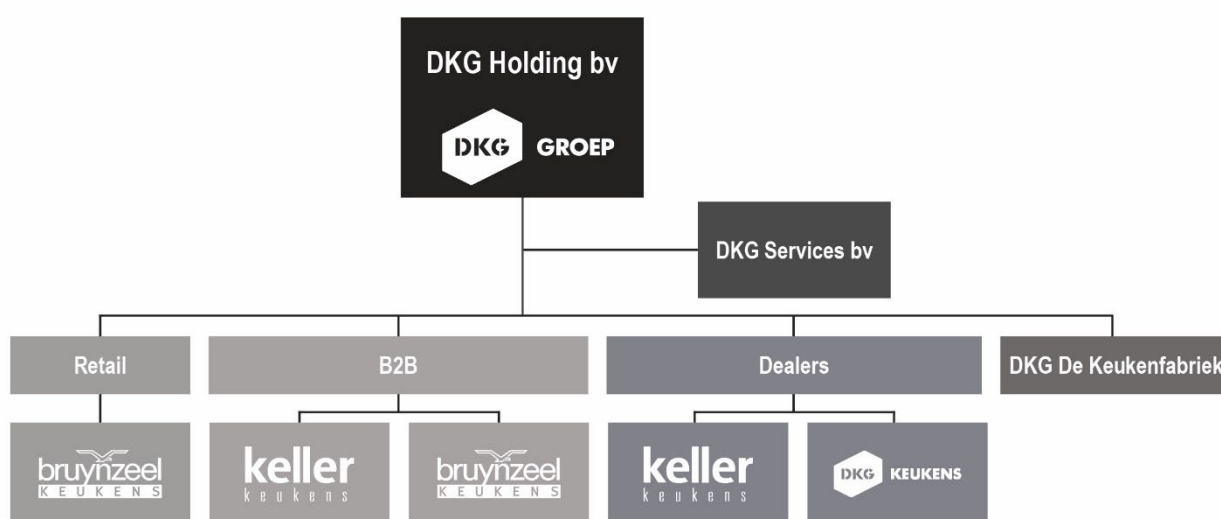 DKG Holding bv
DKG GROEP
DKG Services bv
Retail
B2B
Dealers
DKG De Keukenfabriek
bruynzeel
KEUKENS
keller
keukens
bruynzeel
KEUKENS
keller
keukens
DKG KEUKENS